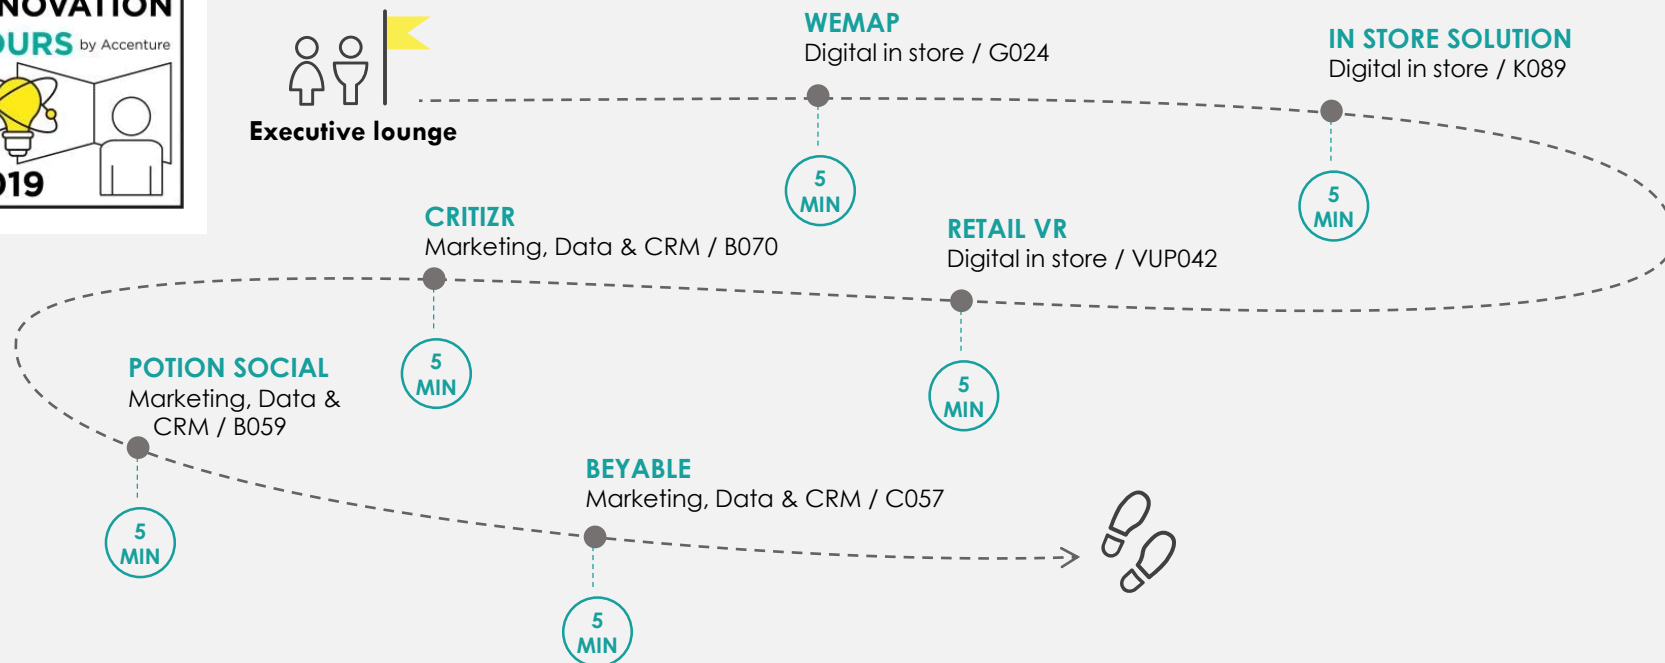 NOVATION
OURS by Accenture
019
Executive lounge
WEMAP
Digital in store / G024
5
MIN
IN STORE SOLUTION
Digital in store / K089
5
MIN
RETAIL VR
Digital in store / VUP042
5
MIN
CRITIZR
Marketing, Data & CRM / B070
5
MIN
POTION SOCIAL
Marketing, Data &
CRM / B059
5
MIN
BEYABLE
Marketing, Data & CRM / C057
5
MIN